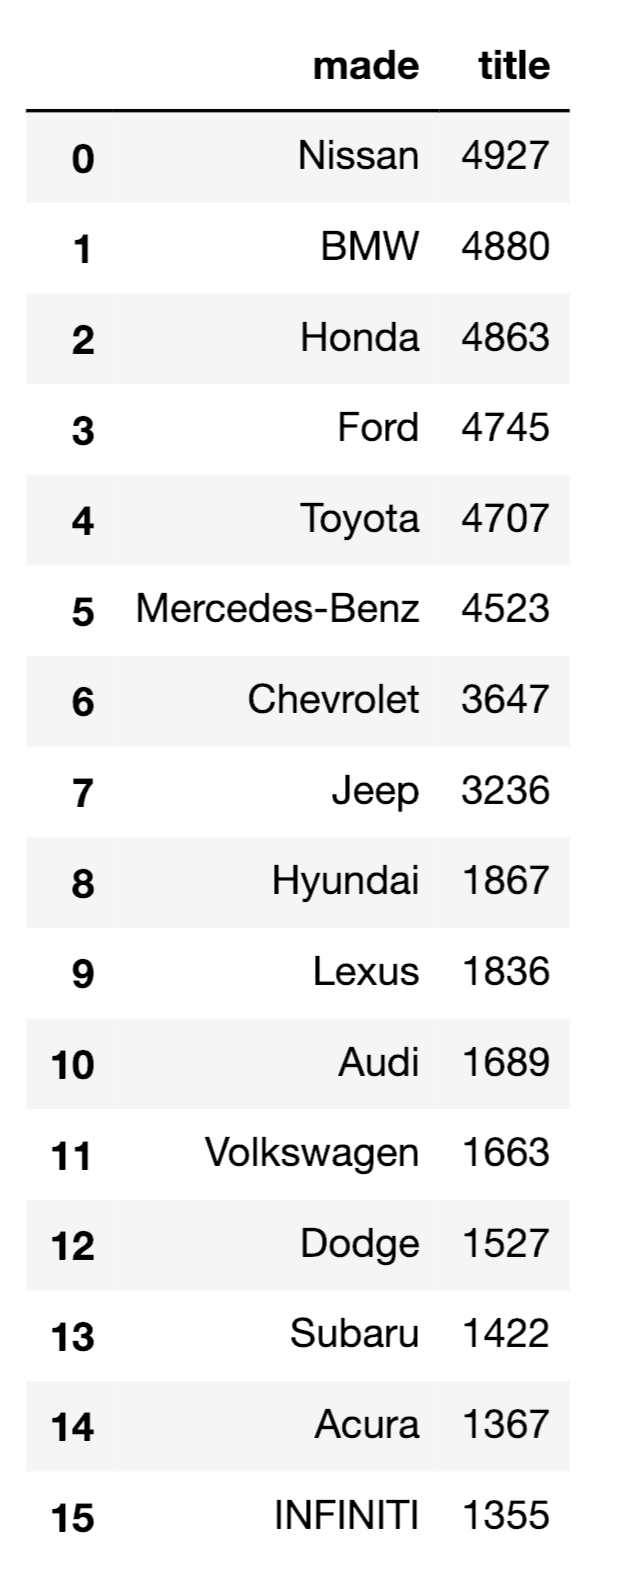 made title
0 Nissan 4927
1 BMW 4880
2 Honda 4863
3 Ford 4745
4 Toyota 4707
5 Mercedes-Benz 4523
6 Chevrolet 3647
7 Jeep 3236
8 Hyundai 1867
9 Lexus 1836
10 Audi 1689
11 Volkswagen 1663
12 Dodge 1527
13 Subaru 1422
14 Acura 1367
15 INFINITI 1355